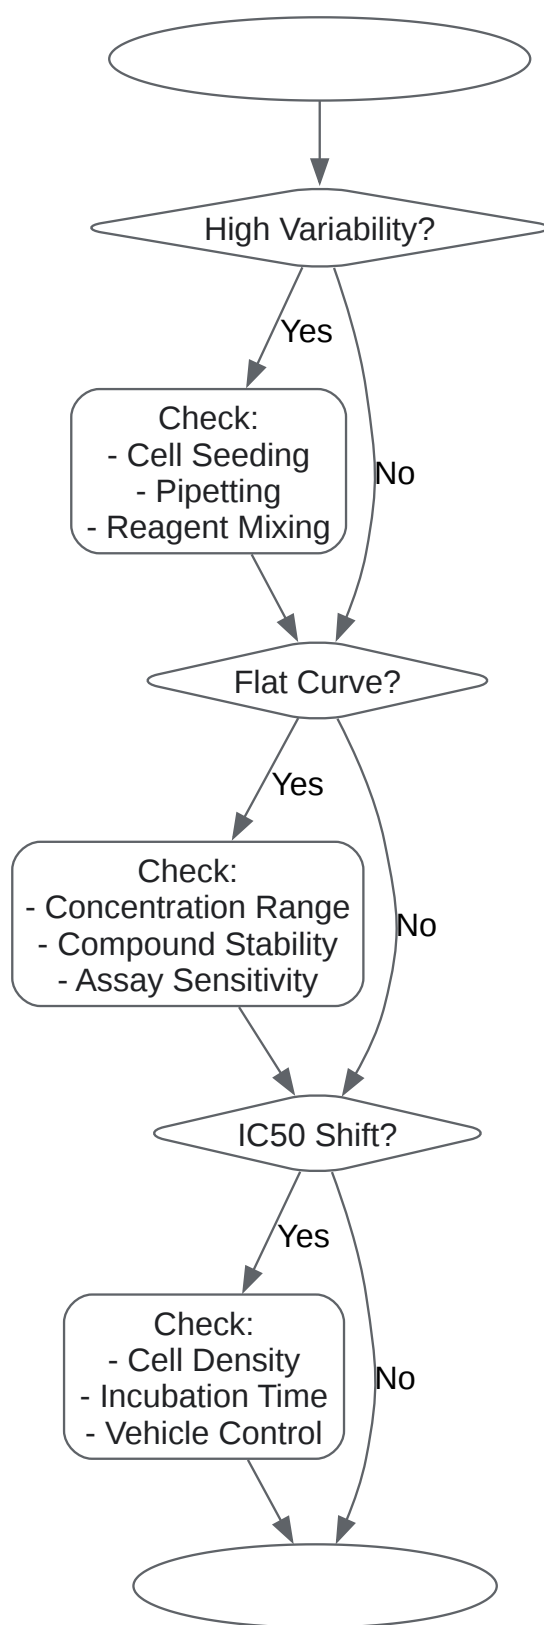 High Variability?
Yes
Check:
- Cell Seeding
- Pipetting
- Reagent Mixing
No
Flat Curve?
Yes
Check:
- Concentration Range
- Compound Stability
- Assay Sensitivity
No
IC50 Shift?
Yes
Check:
- Cell Density
- Incubation Time
- Vehicle Control
No